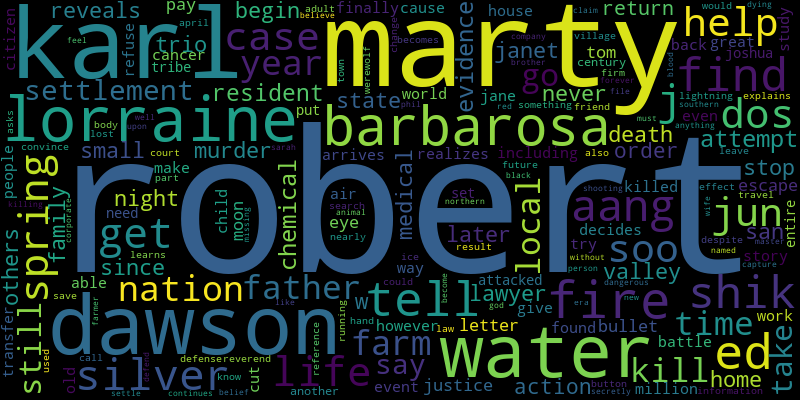 robert
marty
karl
dawson
lorraine
barbarosa
water
aang
fire
silver
find
help
get
tell
dos
case
jun
ed
soo
shik
life
nation
spring
still
father
year
kill
farm
time
local
go
j
settlement
resident
trio
reveals
pay
begin
finally
cause
house
return
citizen
tribe
cancer
refuse
april
feel
believe
adult
becomes
change
tom
century
firm
file
werewolf
company
brother
forever
village
would
dying
claim
back
great
joshua
study
lightning
southern
explains
blood
phil
red
something
friend
must
anything
leave
even
never
janet
jane
evidence
state
world
put
town
people
asks
convince
body
lost
small
murder
well
upon
court
make
part
sarah
arrives
realizes
including
also
death
attempt
order
stop
killed
escape
entire
effect
travel
wife
black
future
shooting
night
need
family
killing
corporate
since
learns
missing
child
moon
chemical
air
search
animal
eye
nearly
medical
set
northern
later
decides
try
despite
master
named
san
story
valley
take
work
others
transfer
able
save
farmer
w
ice
way
result
could
attacked
without
person
dangerous
capture
lawyer
give
era
god
new
become
however
like
hand
running
letter
found
bullet
battle
home
million
information
button
secretly
law
say
event
justice
action
old
used
call
defense
reverend
cut
reference
another
know
belief
settle
continues
defend